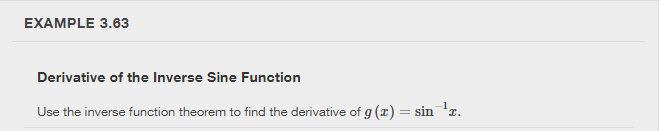 EXAMPLE 3.63
Derivative of the Inverse Sine Function
Use the inverse function theorem to find the derivative of g (x) = sin⁻¹x.